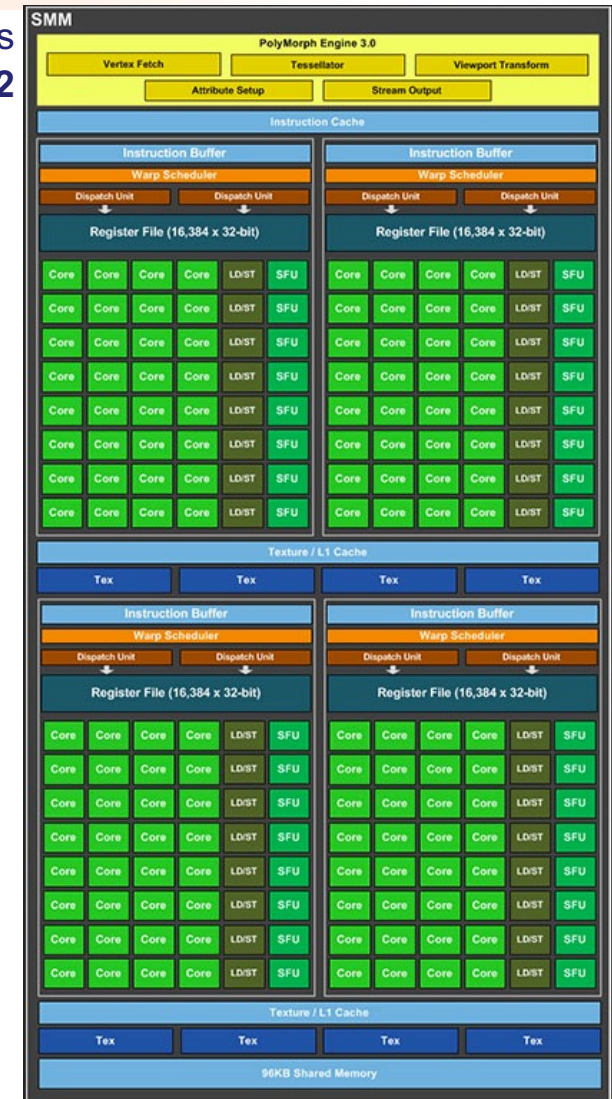 s
2
SMM
PolyMorph Engine 3.0
Vertex Fetch Tessellator Viewport Transform
Attribute Setup Stream Output
Instruction Cache
Instruction Buffer Instruction Buffer
Warp Scheduler Warp Scheduler
Dispatch Unit Dispatch Unit Dispatch Unit Dispatch Unit
Register File (16,384 x 32-bit) Register File (16,384 x 32-bit)
Core Core Core Core LD/ST SFU Core Core Core Core LD/ST SFU
Core Core Core Core LD/ST SFU Core Core Core Core LD/ST SFU
Core Core Core Core LD/ST SFU Core Core Core Core LD/ST SFU
Core Core Core Core LD/ST SFU Core Core Core Core LD/ST SFU
Core Core Core Core LD/ST SFU Core Core Core Core LD/ST SFU
Core Core Core Core LD/ST SFU Core Core Core Core LD/ST SFU
Core Core Core Core LD/ST SFU Core Core Core Core LD/ST SFU
Core Core Core Core LD/ST SFU Core Core Core Core LD/ST SFU
Texture / L1 Cache
Tex Tex Tex Tex
Instruction Buffer Instruction Buffer
Warp Scheduler Warp Scheduler
Dispatch Unit Dispatch Unit Dispatch Unit Dispatch Unit
Register File (16,384 x 32-bit) Register File (16,384 x 32-bit)
Core Core Core Core LD/ST SFU Core Core Core Core LD/ST SFU
Core Core Core Core LD/ST SFU Core Core Core Core LD/ST SFU
Core Core Core Core LD/ST SFU Core Core Core Core LD/ST SFU
Core Core Core Core LD/ST SFU Core Core Core Core LD/ST SFU
Core Core Core Core LD/ST SFU Core Core Core Core LD/ST SFU
Core Core Core Core LD/ST SFU Core Core Core Core LD/ST SFU
Core Core Core Core LD/ST SFU Core Core Core Core LD/ST SFU
Core Core Core Core LD/ST SFU Core Core Core Core LD/ST SFU
Texture / L1 Cache
Tex Tex Tex Tex
96KB Shared Memory